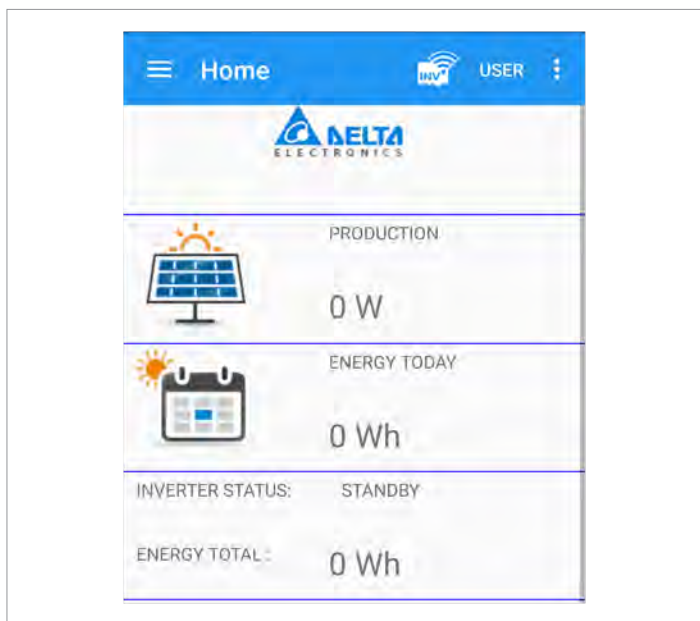 Home
INV
USER
DELTA
ELECTRONICS
PRODUCTION
0 W
ENERGY TODAY
0 Wh
INVERTER STATUS: STANDBY
ENERGY TOTAL : 0 Wh